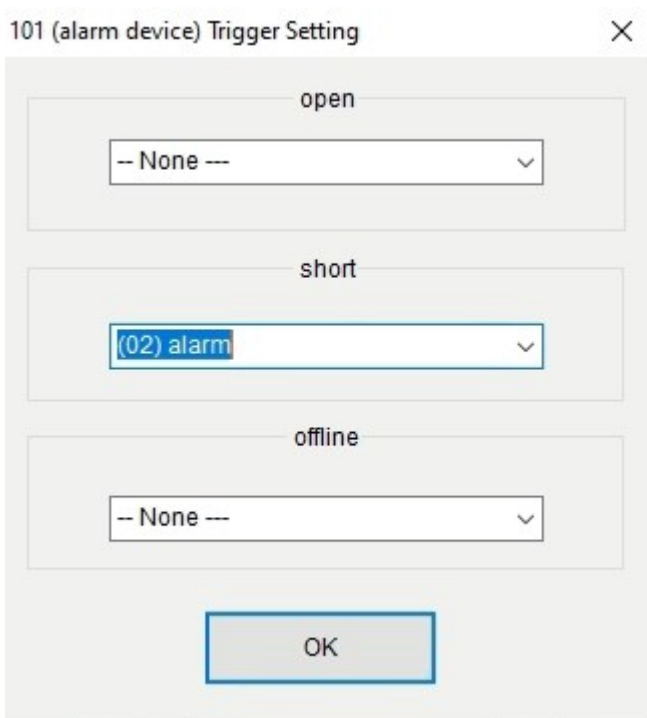 101 (alarm device) Trigger Setting
open
-- None ---
short
(02) alarm
offline
-- None ---
OK